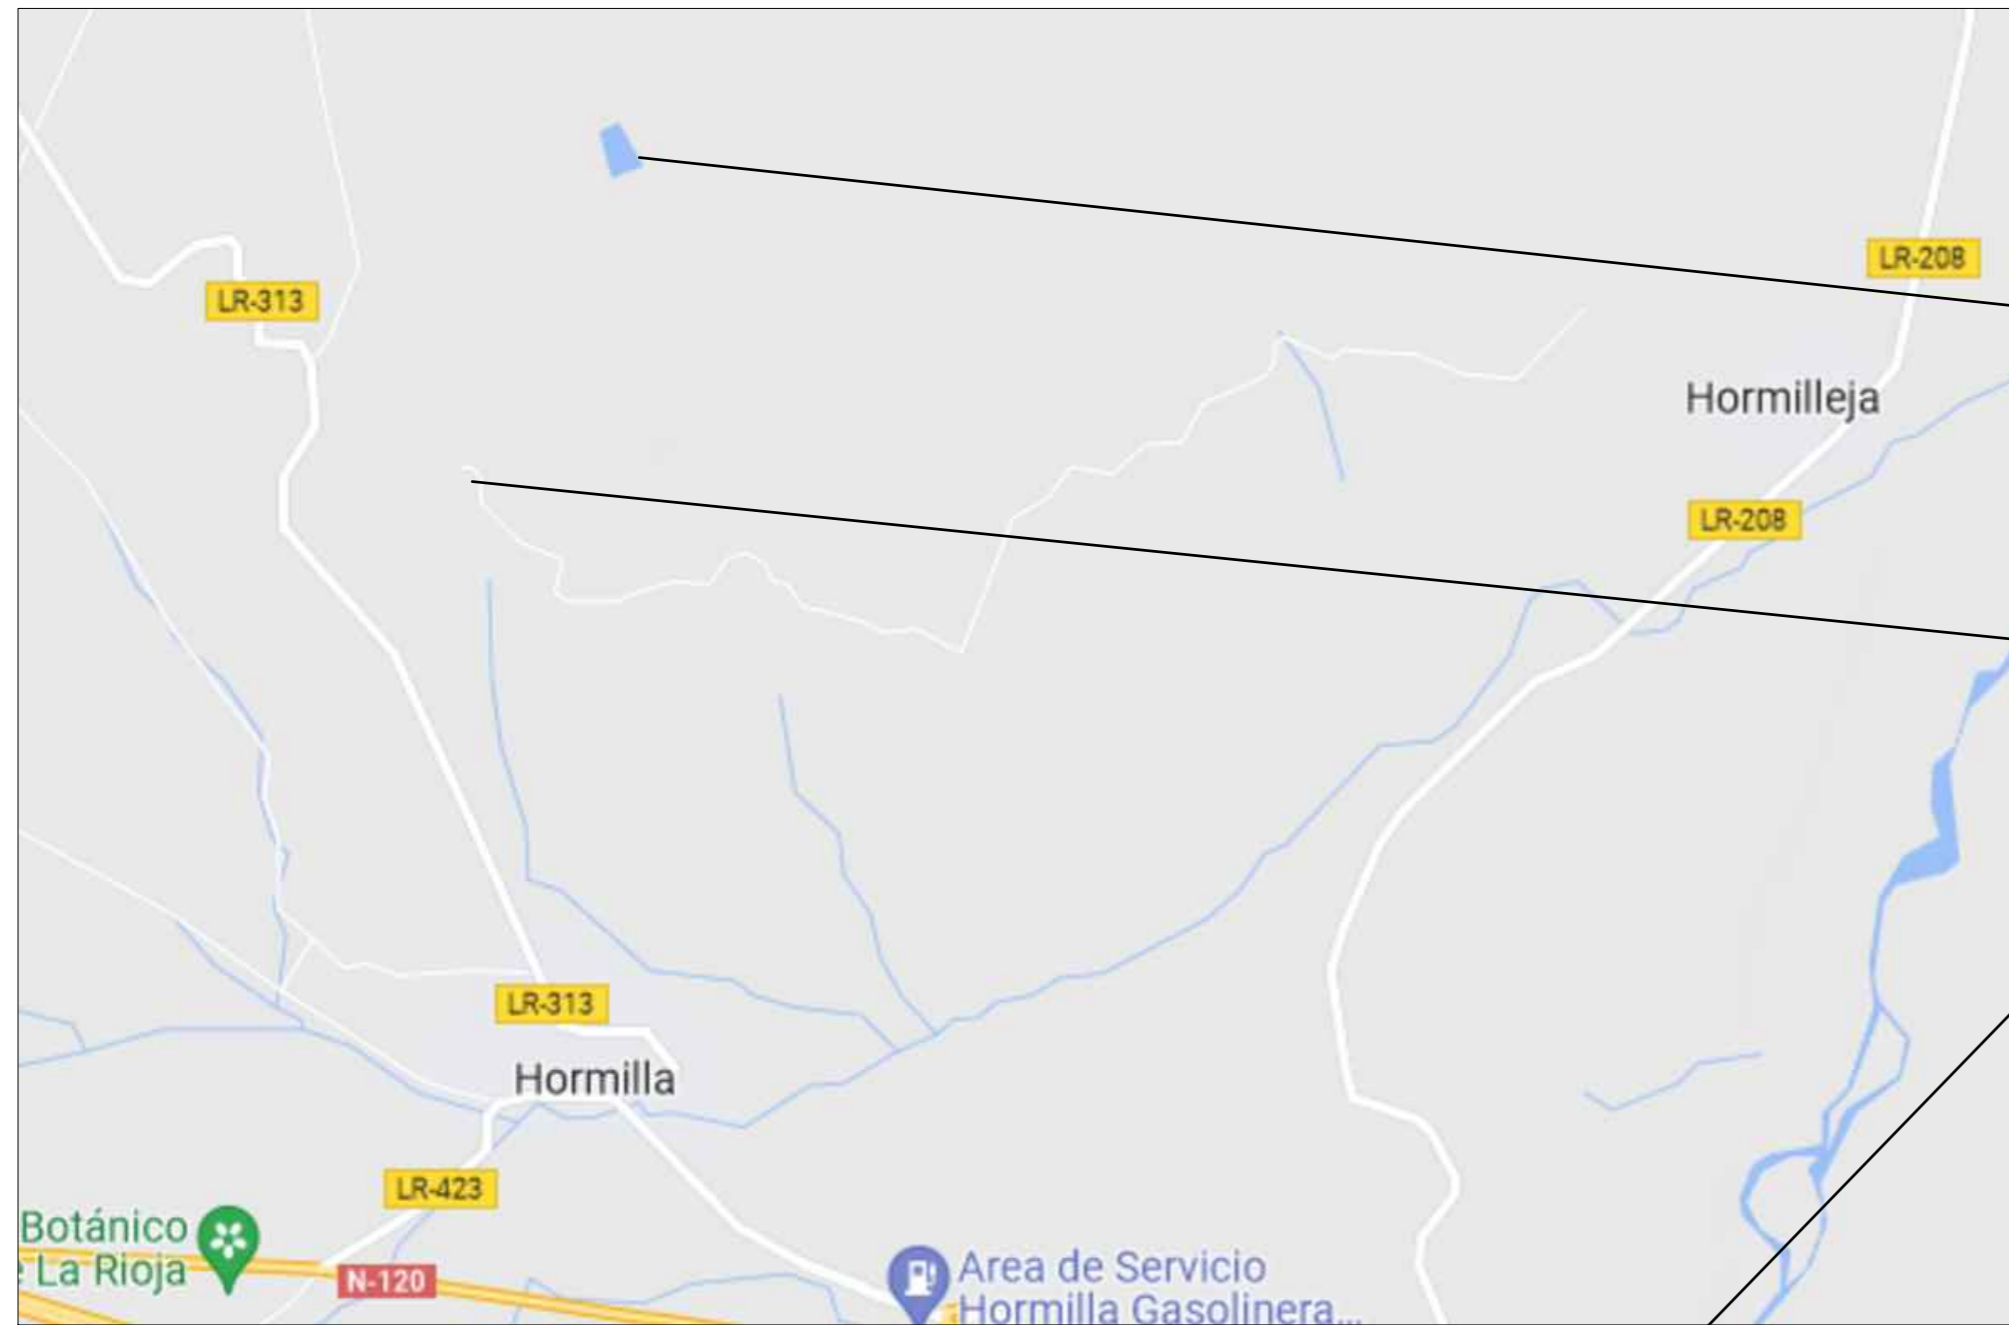 LR-208
LR-313
Hormilleja
LR-208
LR-313
Hormilla
LR-423
Botánico
La Rioja
N-120
Area de Servicio
Hormilla Gasolinera...